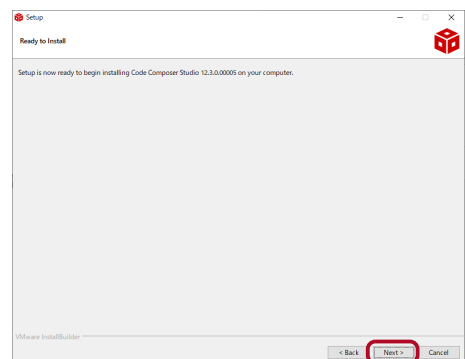 Setup
Ready to Install
Setup is now ready to begin installing Code Composer Studio 12.3.0.00005 on your computer.
VMware InstallBuilder
< Back Next > Cancel